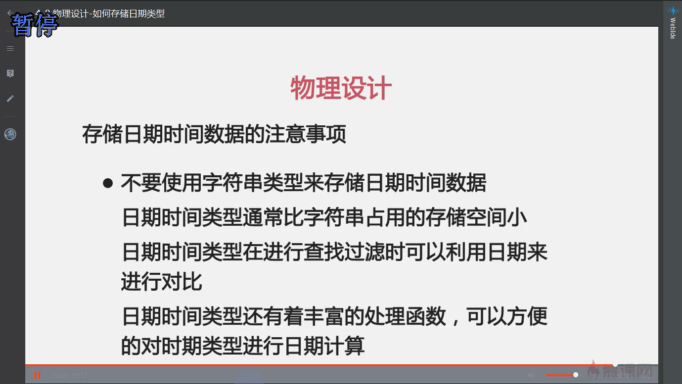 暂停
物理设计-如何存储日期类型
Webide
物理设计
存储日期时间数据的注意事项
● 不要使用字符串类型来存储日期时间数据
日期时间类型通常比字符串占用的存储空间小
日期时间类型在进行查找过滤时可以利用日期来
进行对比
日期时间类型还有着丰富的处理函数，可以方便
的对时期类型进行日期计算
慕课网